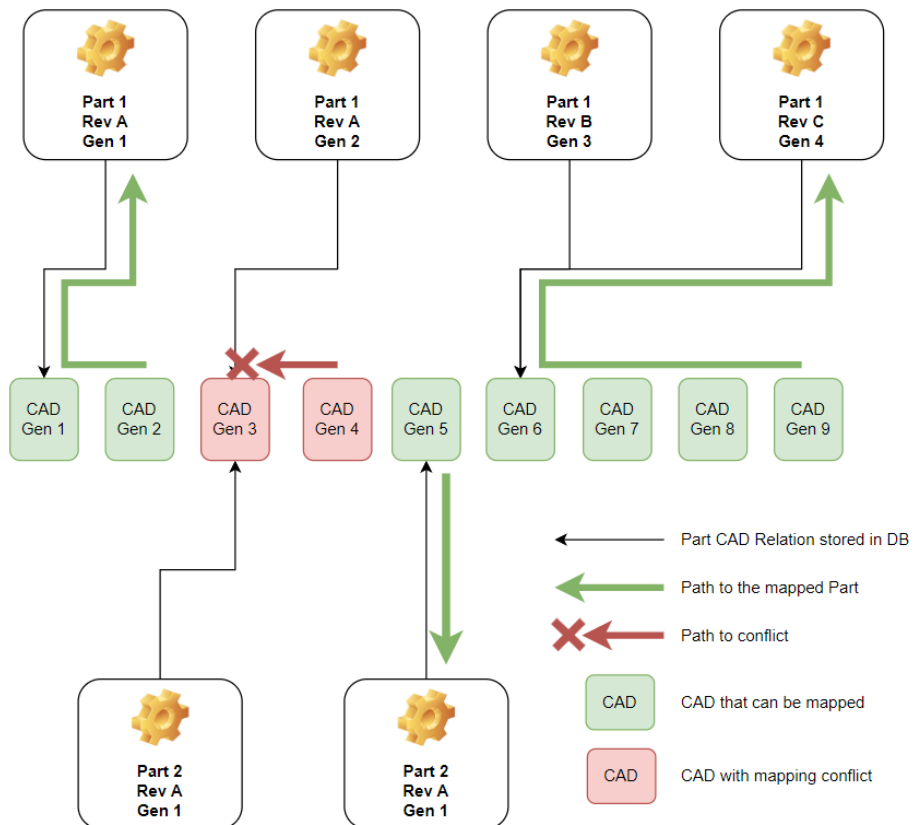 Part 1
Rev A
Gen 1
Part 1
Rev A
Gen 2
Part 1
Rev B
Gen 3
Part 1
Rev C
Gen 4
CAD
Gen 1
CAD
Gen 2
CAD
Gen 3
CAD
Gen 4
CAD
Gen 5
CAD
Gen 6
CAD
Gen 7
CAD
Gen 8
CAD
Gen 9
Part CAD Relation stored in DB
Path to the mapped Part
Path to conflict
CAD
CAD that can be mapped
CAD
CAD with mapping conflict
Part 2
Rev A
Gen 1
Part 2
Rev A
Gen 1